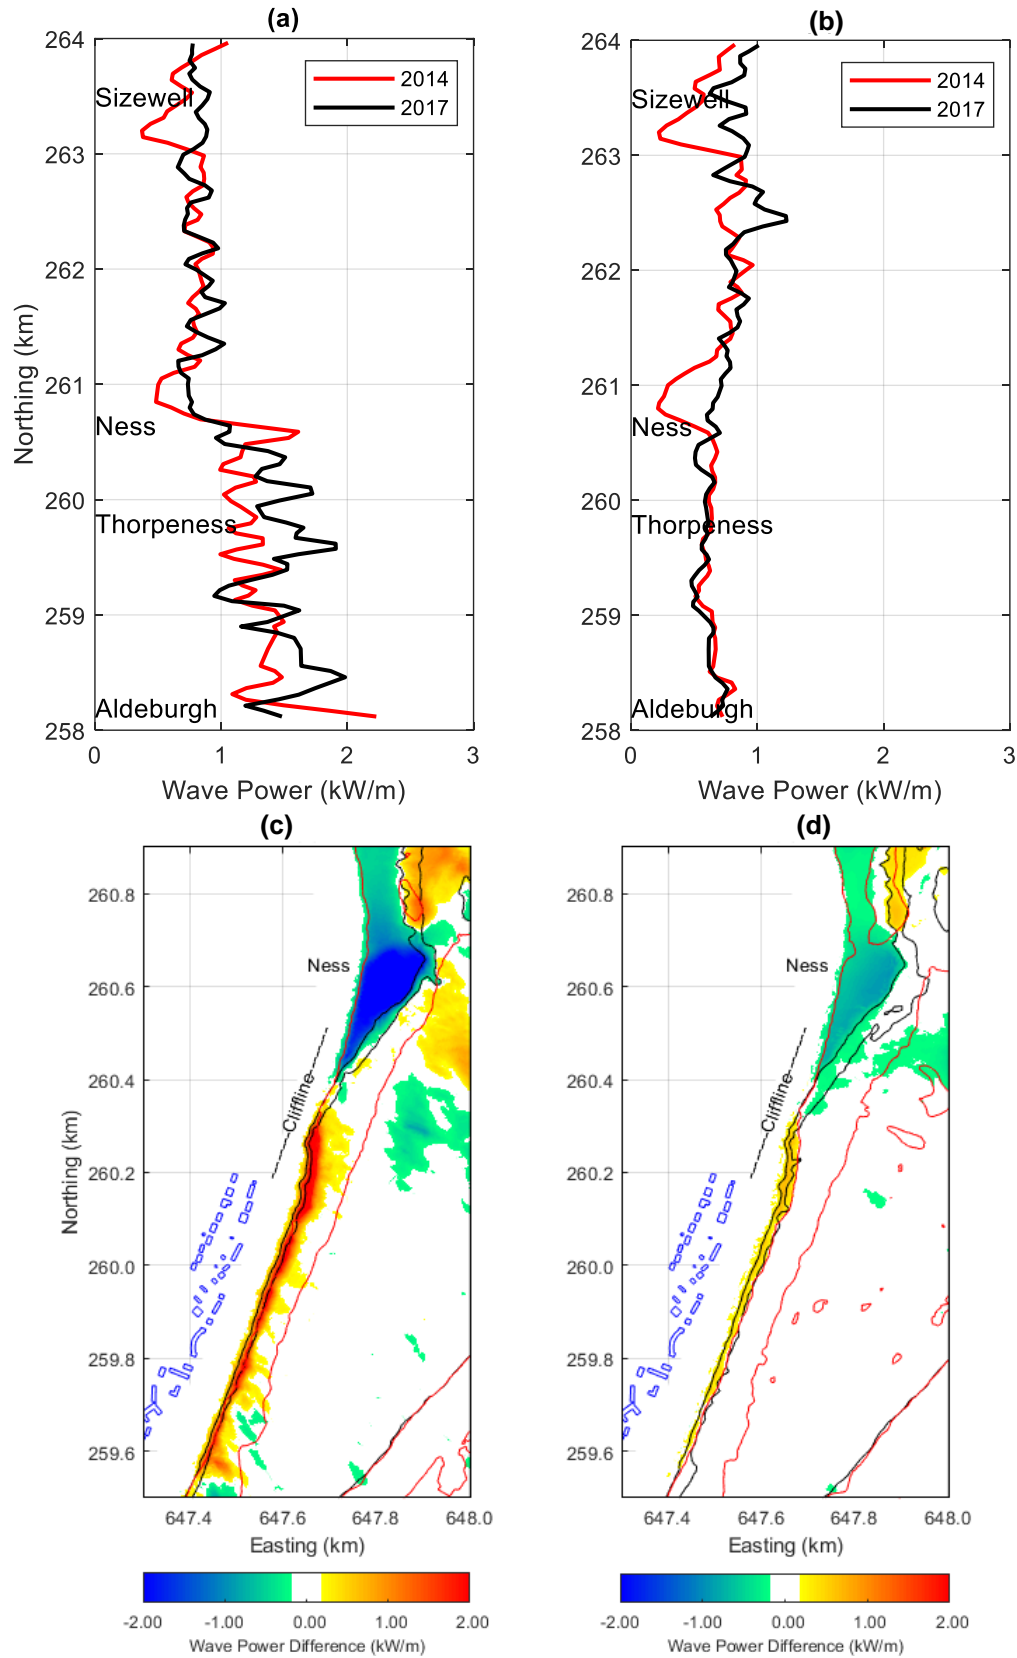 (a)
264
263
262
261
260
259
258
0
1
2
3
Northing (km)
Wave Power (kW/m)
Sizewell
Ness
Thorpeness
Aldeburgh
2014
2017
(b)
264
263
262
261
260
259
258
0
1
2
3
Wave Power (kW/m)
Sizewell
Ness
Thorpeness
Aldeburgh
2014
2017
(c)
260.8
260.6
260.4
260.2
260.0
259.8
259.6
Northing (km)
Ness
Cliffline
647.4
647.6
647.8
648.0
Easting (km)
-2.00
-1.00
0.00
1.00
2.00
Wave Power Difference (kW/m)
(d)
260.8
260.6
260.4
260.2
260.0
259.8
259.6
Ness
Cliffline
647.4
647.6
647.8
648.0
Easting (km)
-2.00
-1.00
0.00
1.00
2.00
Wave Power Difference (kW/m)